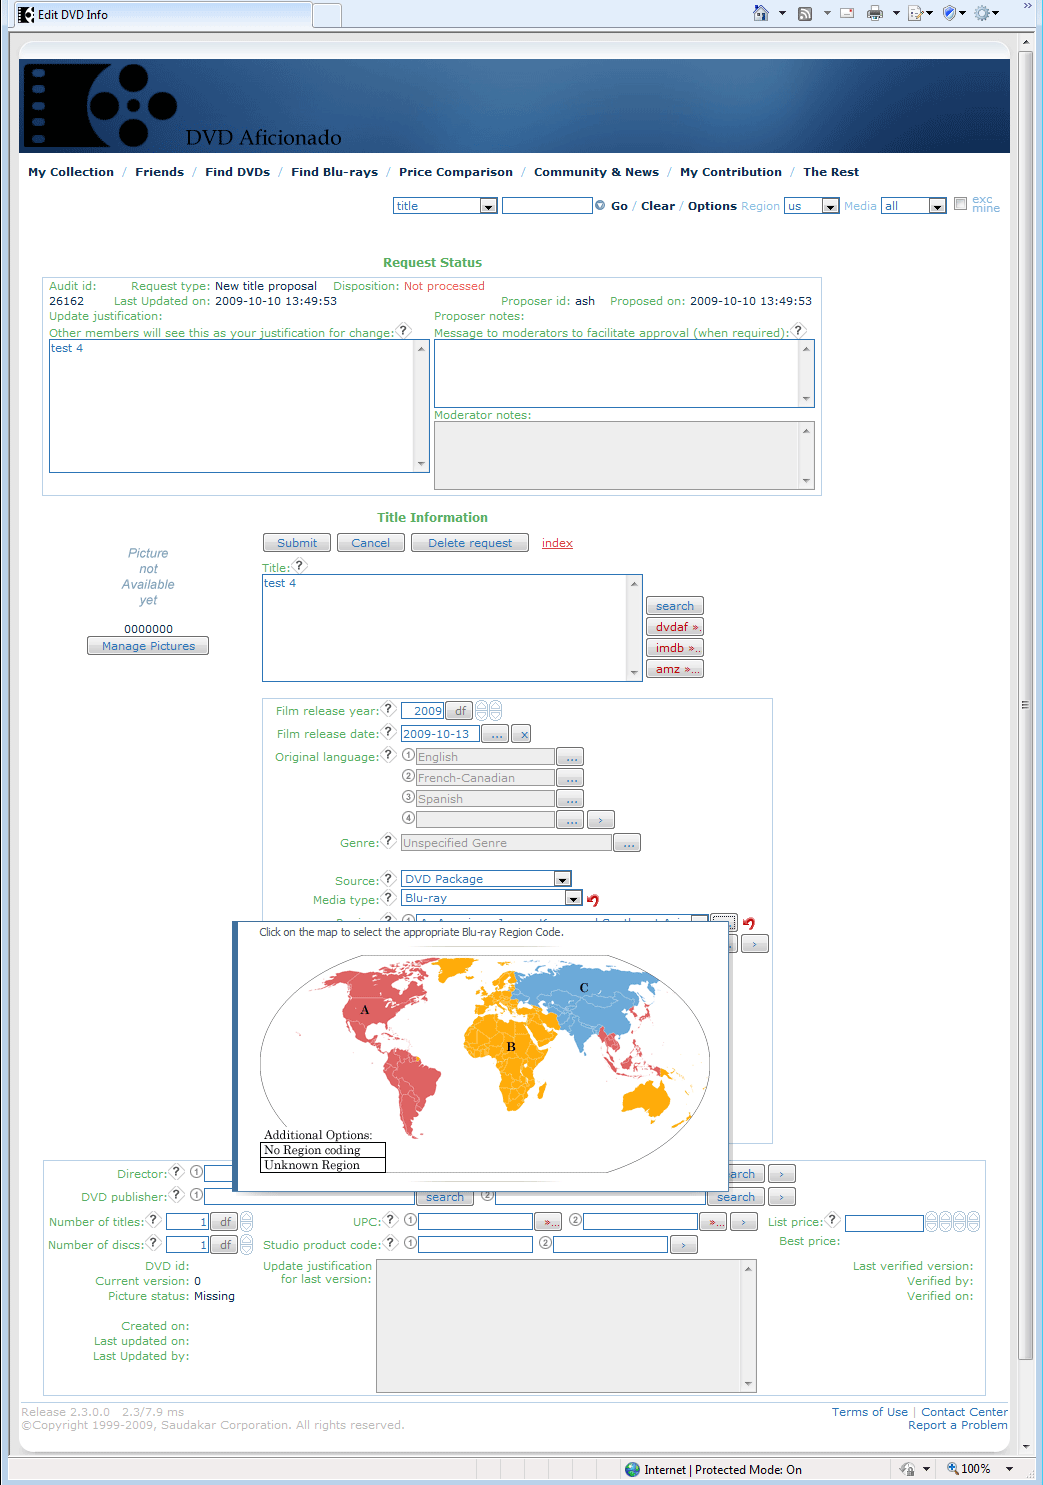 Edit DVD Info
DVD Aficionado
My Collection / Friends / Find DVDs / Find Blu-rays / Price Comparison / Community & News / My Contribution / The Rest
title Go / Clear / Options Region us Media all exc mine
Request Status
Audit id: Request type: New title proposal Disposition: Not processed
26162 Last Updated on: 2009-10-10 13:49:53 Proposer id: ash Proposed on: 2009-10-10 13:49:53
Update justification: Proposer notes:
Other members will see this as your justification for change: ? Message to moderators to facilitate approval (when required): ?
test 4
Moderator notes:
Title Information
Submit Cancel Delete request index
Picture
not
Available
yet
0000000
Manage Pictures
Title: ?
test 4
search
dvdaf ».
imdb »..
amz »...
Film release year: ? 2009 df
Film release date: ? 2009-10-13 ... x
Original language: ? 1 English ...
2 French-Canadian ...
3 Spanish ...
4 ... >
Genre: ? Unspecified Genre ...
Source: ? DVD Package
Media type: ? Blu-ray
>
Click on the map to select the appropriate Blu-ray Region Code.
A
B
C
Additional Options:
No Region coding
Unknown Region
Director: ? 1 arch >
DVD publisher: ? 1 search 2 search >
Number of titles: ? 1 df UPC: ? 1 »... 2 »... > List price: ?
Number of discs: ? 1 df Studio product code: ? 1 2 > Best price:
DVD id: Update justification Last verified version:
Current version: 0 for last version: Verified by:
Picture status: Missing Verified on:
Created on:
Last updated on:
Last Updated by:
Release 2.3.0.0 2.3/7.9 ms Terms of Use | Contact Center
©Copyright 1999-2009, Saudakar Corporation. All rights reserved. Report a Problem
Internet | Protected Mode: On 100%